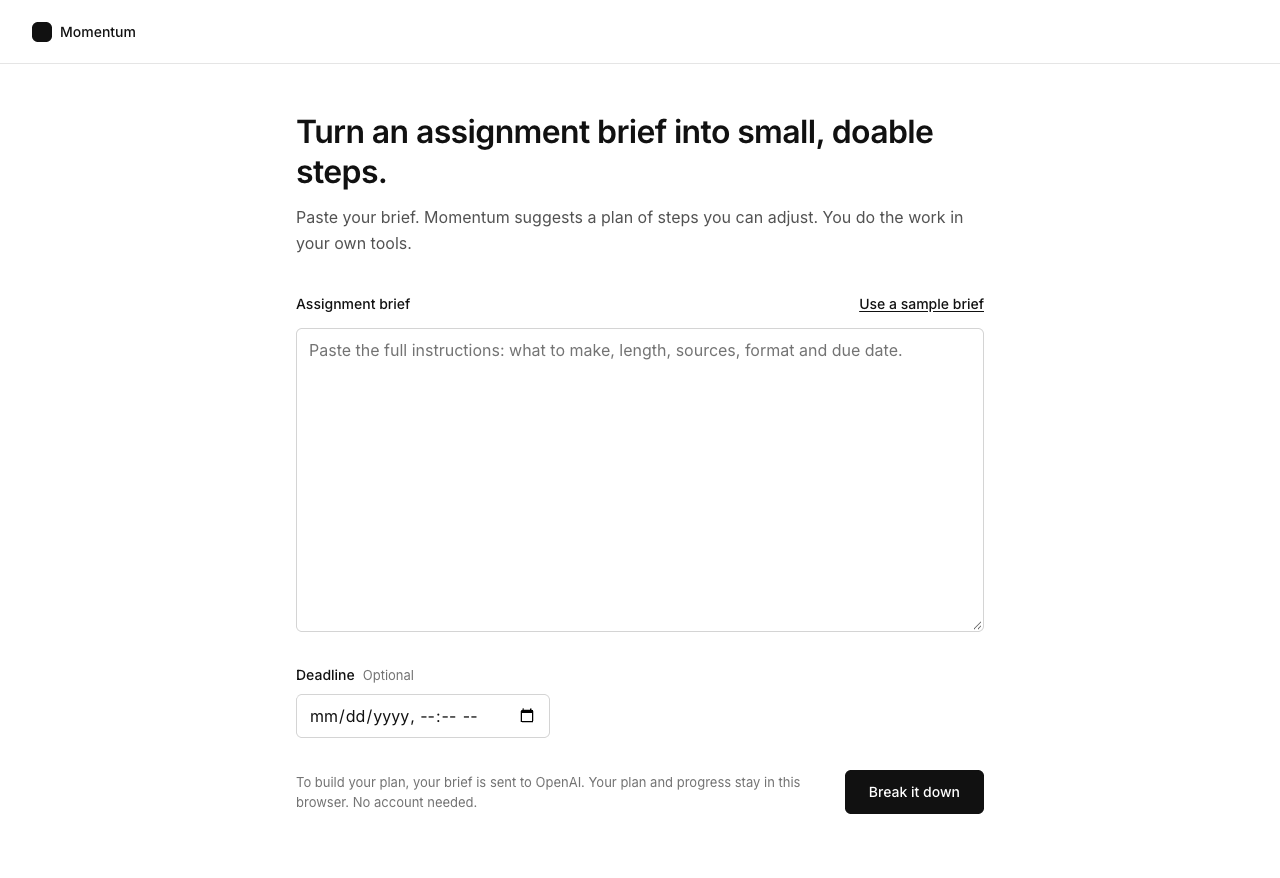 Momentum
Turn an assignment brief into small, doable
steps.
Paste your brief. Momentum suggests a plan of steps you can adjust. You do the work in
your own tools.
Assignment brief
Use a sample brief
Paste the full instructions: what to make, length, sources, format and due date.
Deadline Optional
mm/dd/yyyy, --:-- --
To build your plan, your brief is sent to OpenAI. Your plan and progress stay in this
browser. No account needed.
Break it down